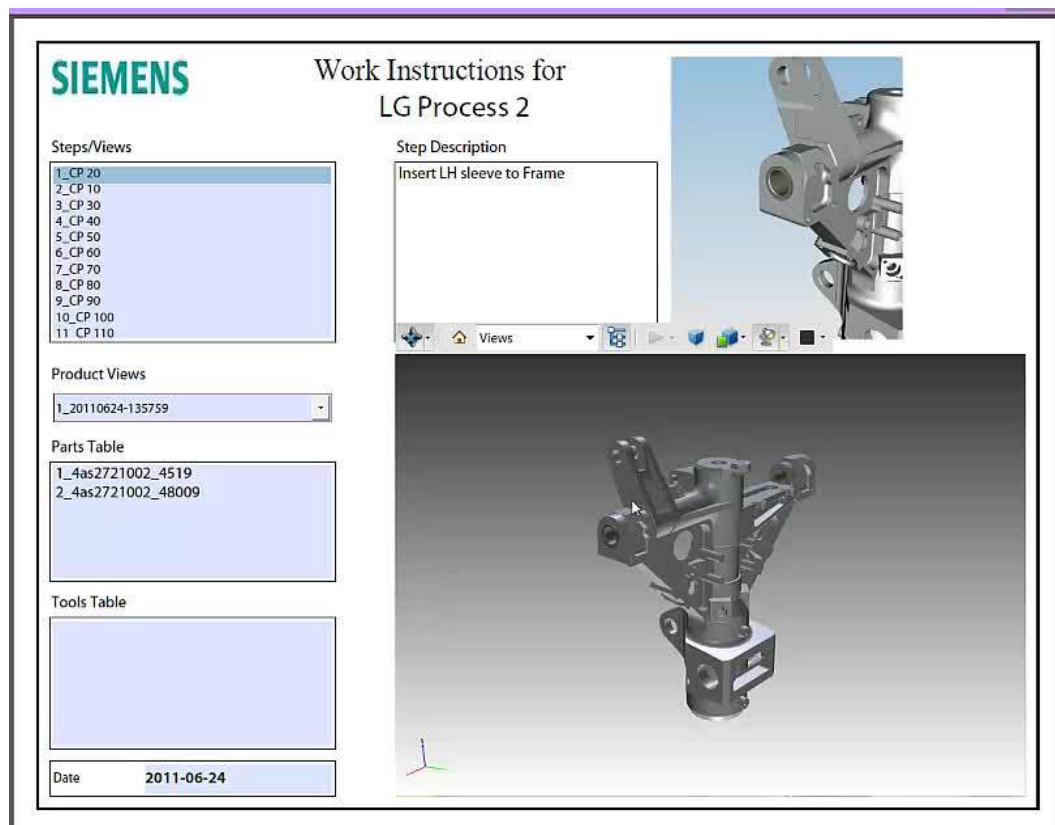 SIEMENS
Work Instructions for
LG Process 2
Steps/Views
1_CP 20
2_CP 10
3_CP 30
4_CP 40
5_CP 50
6_CP 60
7_CP 70
8_CP 80
9_CP 90
10_CP 100
11_CP 110
Step Description
Insert LH sleeve to Frame
Views
Product Views
1_20110624-135759
Parts Table
1_4as2721002_4519
2_4as2721002_48009
Tools Table
Date 2011-06-24